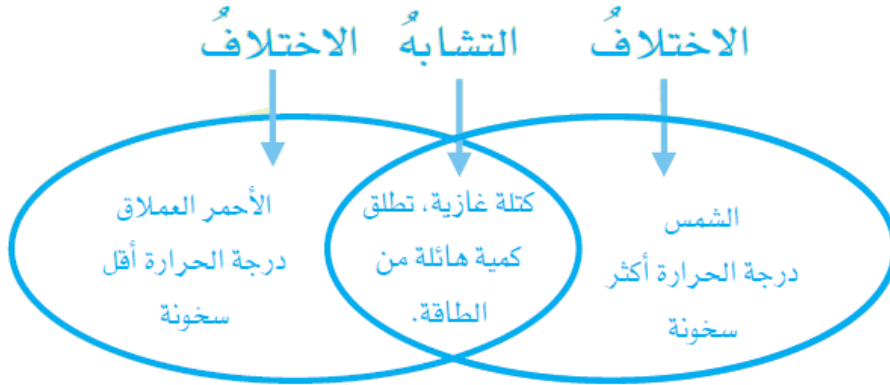 الاختلافُ
التشابهُ
الاختلافُ
الشمس
درجة الحرارة أكثر
سخونة
كتلة غازية، تطلق
كمية هائلة من
الطاقة.
الأحمر العملاق
درجة الحرارة أقل
سخونة